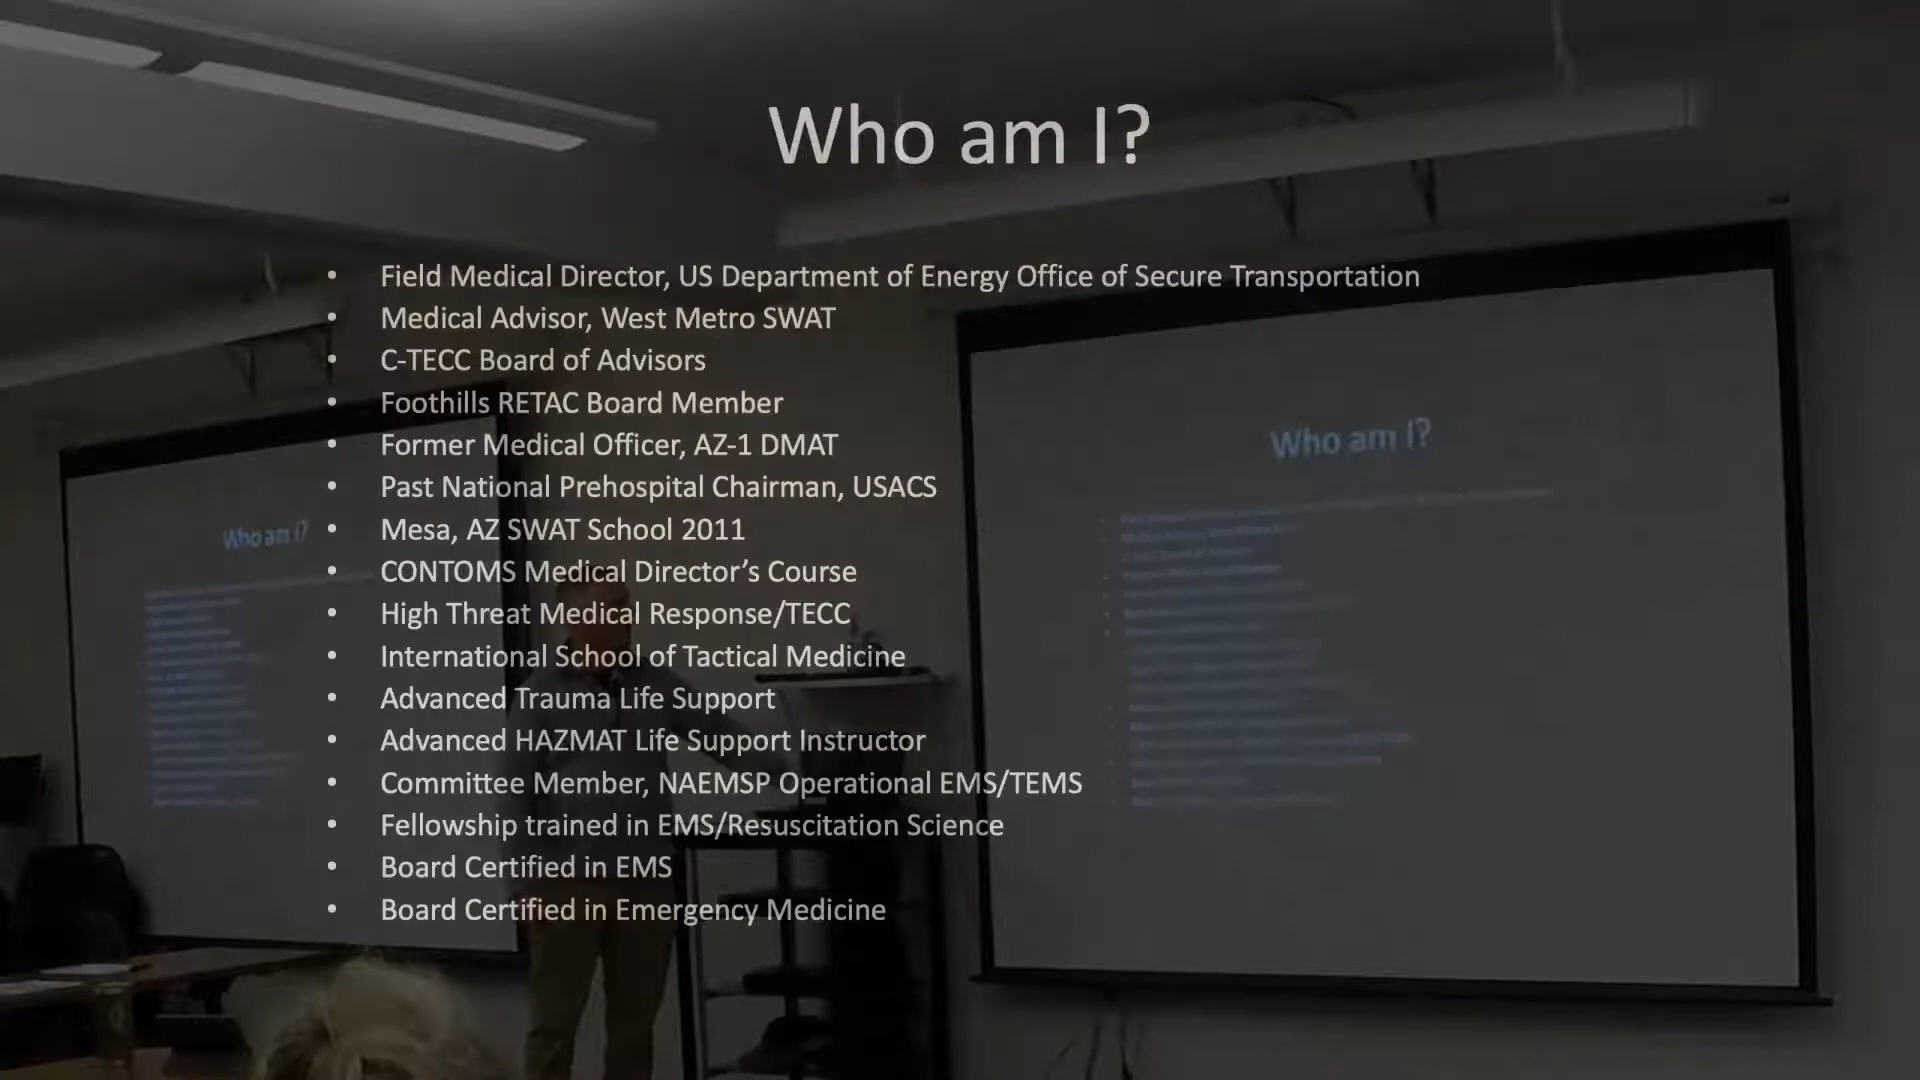 Who am I?
• Field Medical Director, US Department of Energy Office of Secure Transportation
• Medical Advisor, West Metro SWAT
• C-TECC Board of Advisors
• Foothills RETAC Board Member
• Former Medical Officer, AZ-1 DMAT
• Past National Prehospital Chairman, USACS
• Mesa, AZ SWAT School 2011
• CONTOMS Medical Director’s Course
• High Threat Medical Response/TECC
• International School of Tactical Medicine
• Advanced Trauma Life Support
• Advanced HAZMAT Life Support Instructor
• Committee Member, NAEMSP Operational EMS/TEMS
• Fellowship trained in EMS/Resuscitation Science
• Board Certified in EMS
• Board Certified in Emergency Medicine
Who am I?
Who am I?